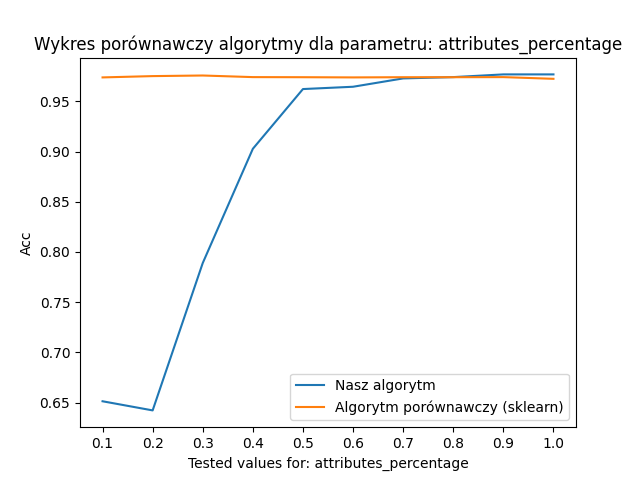 Wykres porównawczy algorytmy dla parametru: attributes_percentage
0.95
0.90
0.85
0.80
0.75
0.70
0.65
Acc
Nasz algorytm
Algorytm porównawczy (sklearn)
0.1 0.2 0.3 0.4 0.5 0.6 0.7 0.8 0.9 1.0
Tested values for: attributes_percentage